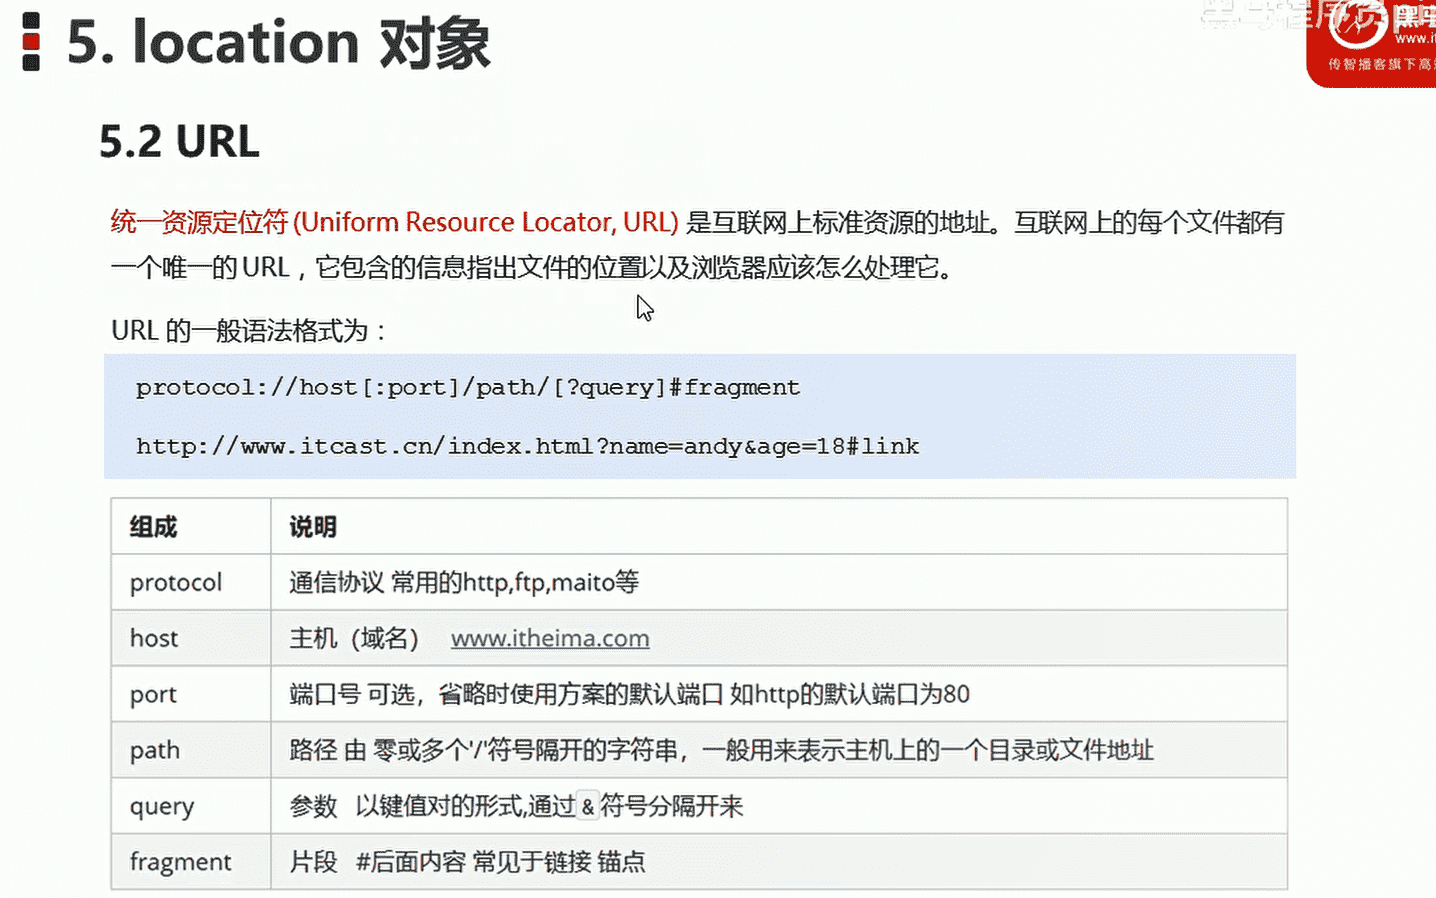 5. location 对象
黑马程序员
www.it
传智播客旗下高
5.2 URL
统一资源定位符 (Uniform Resource Locator, URL) 是互联网上标准资源的地址。互联网上的每个文件都有
一个唯一的 URL，它包含的信息指出文件的位置以及浏览器应该怎么处理它。
URL 的一般语法格式为：
protocol://host[:port]/path/[?query]#fragment
http://www.itcast.cn/index.html?name=andy&age=18#link
组成 说明
protocol 通信协议 常用的http,ftp,maito等
host 主机（域名） www.itheima.com
port 端口号 可选，省略时使用方案的默认端口 如http的默认端口为80
path 路径 由 零或多个'/'符号隔开的字符串，一般用来表示主机上的一个目录或文件地址
query 参数 以键值对的形式,通过&符号分隔开来
fragment 片段 #后面内容 常见于链接 锚点